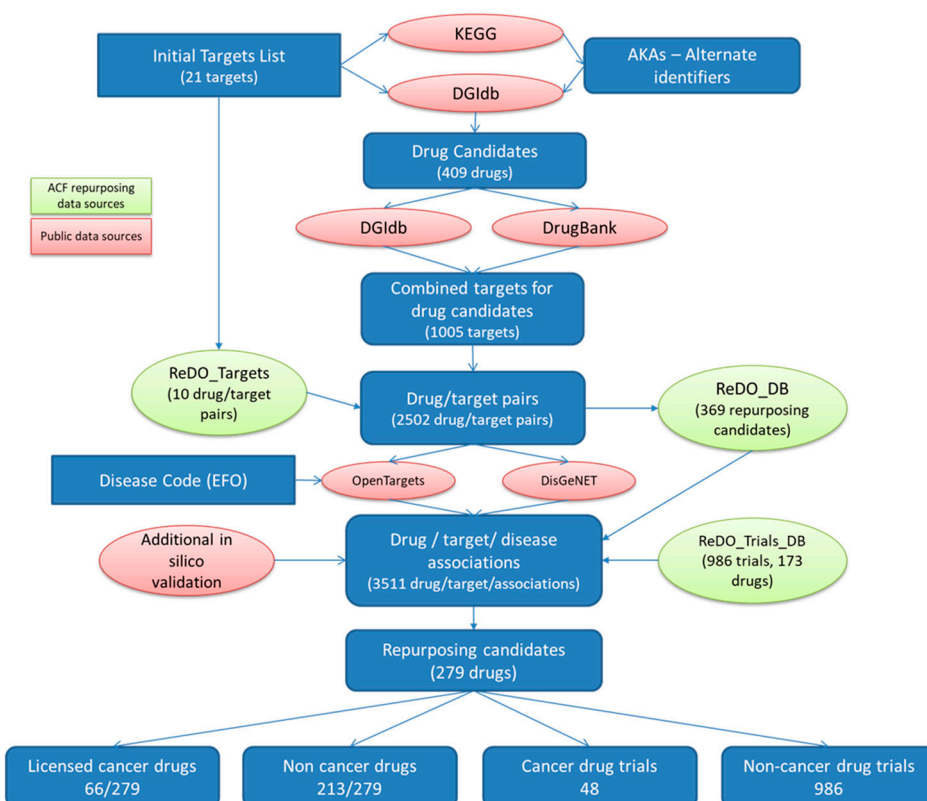 KEGG
Initial Targets List
(21 targets)
AKAs – Alternate
identifiers
DGIdb
Drug Candidates
(409 drugs)
ACF repurposing
data sources
Public data sources
DGIdb
DrugBank
Combined targets for
drug candidates
(1005 targets)
ReDO_Targets
(10 drug/target
pairs)
Drug/target pairs
(2502 drug/target pairs)
ReDO_DB
(369 repurposing
candidates)
Disease Code (EFO)
OpenTargets
DisGeNET
Additional in
silico
validation
Drug / target/ disease
associations
(3511 drug/target/associations)
ReDO_Trials_DB
(986 trials, 173
drugs)
Repurposing candidates
(279 drugs)
Licensed cancer drugs
66/279
Non cancer drugs
213/279
Cancer drug trials
48
Non-cancer drug trials
986